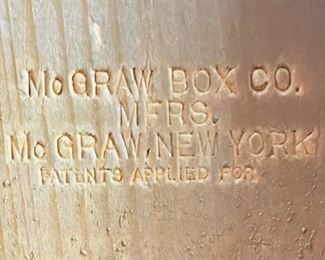 McGRAW BOX CO.
MFRS.
McGRAW, NEW YORK
PATENTS APPLIED FOR